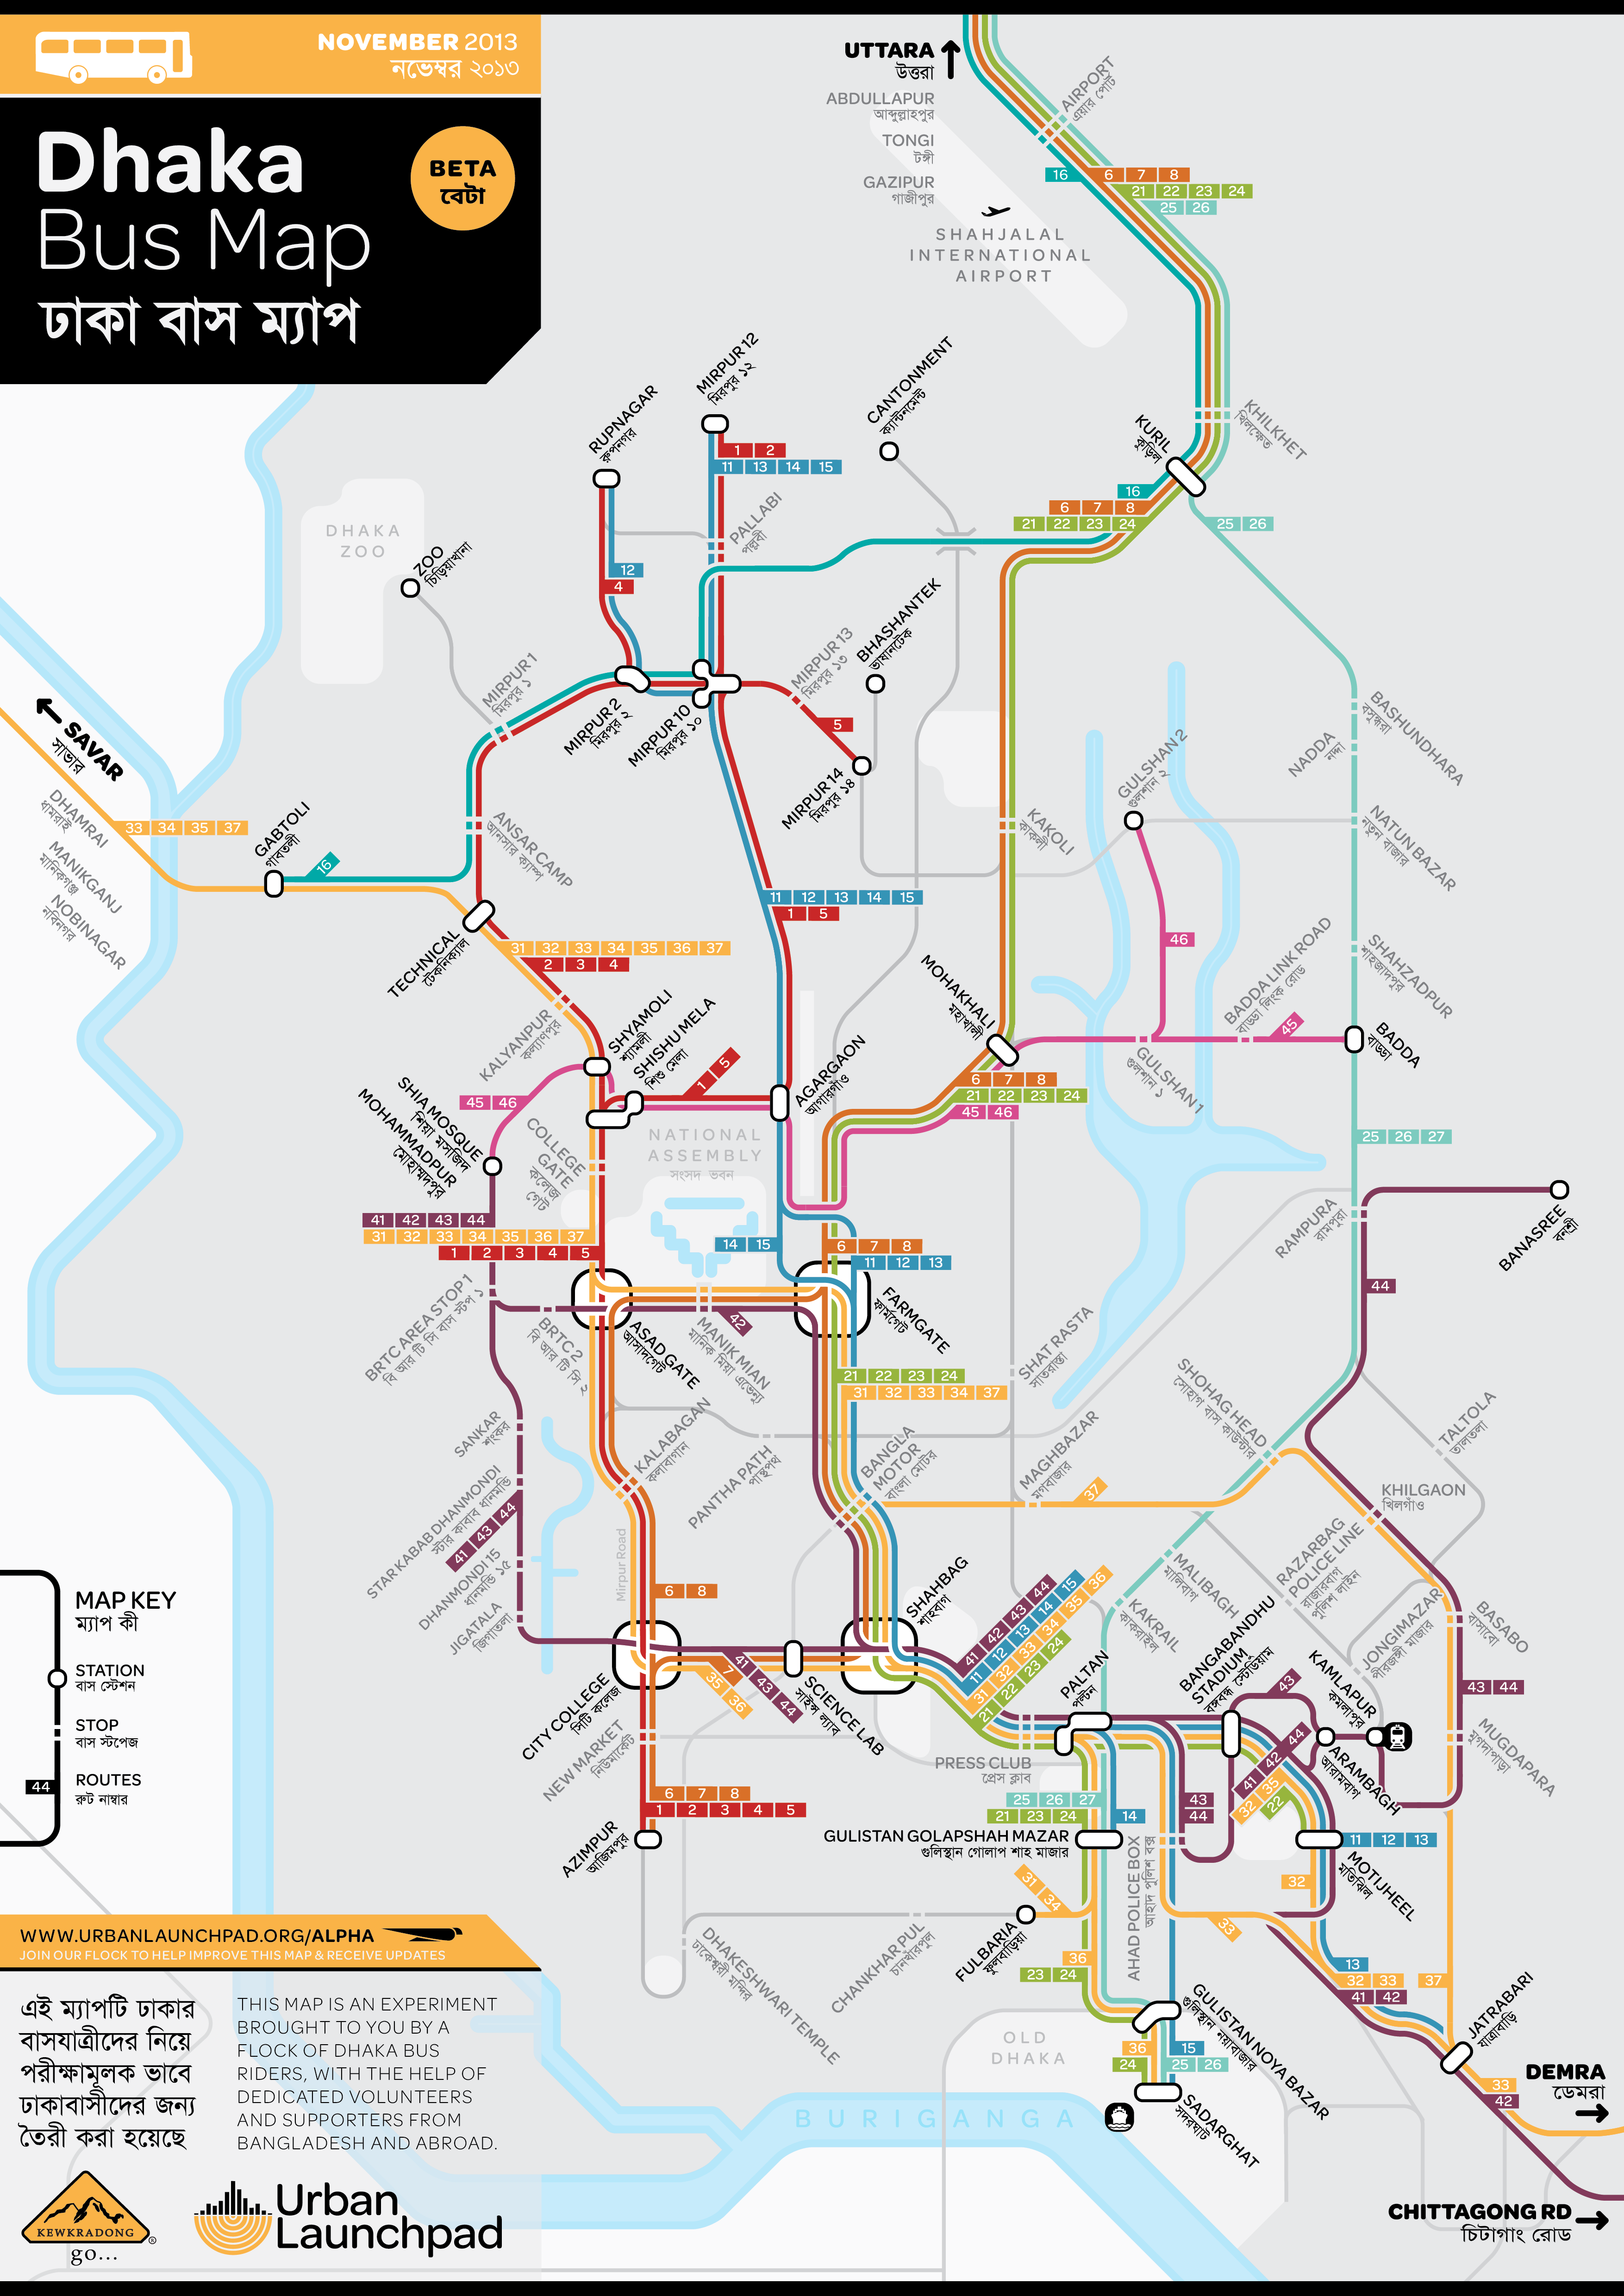 NOVEMBER 2013
নভেম্বর ২০১৩
Dhaka
Bus Map
ঢাকা বাস ম্যাপ
BETA
বেটা
UTTARA
উত্তরা
ABDULLAPUR
আব্দুল্লাহপুর
TONGI
টঙ্গী
GAZIPUR
গাজীপুর
AIRPORT
এয়ার পোর্ট
16 6 7 8
21 22 23 24
25 26
SHAHJALAL
INTERNATIONAL
AIRPORT
KHILKHET
খিলক্ষেত
KURIL
কুড়িল
16
6 7 8
21 22 23 24
25 26
CANTONMENT
ক্যান্টনমেন্ট
MIRPUR 12
মিরপুর ১২
1 2
11 13 14 15
RUPNAGAR
রুপনগর
PALLABI
পল্লবী
DHAKA
ZOO
ZOO
চিড়িয়াখানা
12
4
MIRPUR 1
মিরপুর ১
MIRPUR 2
মিরপুর ২
MIRPUR 10
মিরপুর ১০
MIRPUR 13
মিরপুর ১৩
BHASHANTEK
ভাষানটেক
5
MIRPUR 14
মিরপুর ১৪
SAVAR
সাভার
DHAMRAI
ধামরাই
MANIKGANJ
মানিকগঞ্জ
NOBINAGAR
নবিনগর
33 34 35 37
GABTOLI
গাবতলী
16
ANSAR CAMP
আনসার ক্যাম্প
TECHNICAL
টেকনিক্যাল
31 32 33 34 35 36 37
2 3 4
11 12 13 14 15
1 5
KAKOLI
কাকলী
GULSHAN 2
গুলশান ২
NADDA
নদ্দা
BASHUNDHARA
বসুন্ধরা
NATUN BAZAR
নতুন বাজার
SHAHZADPUR
শাহজাদপুর
46
BADDA LINK ROAD
বাড্ডা লিংক রোড
45
BADDA
বাড্ডা
MOHAKHALI
মহাখালী
GULSHAN 1
গুলশান ১
6 7 8
21 22 23 24
45 46
25 26 27
KALYANPUR
কল্যাণপুর
SHYAMOLI
শ্যামলী
SHISHU MELA
শিশু মেলা
1 5
AGARGAON
আগারগাঁও
45 46
SHIA MOSQUE
শিয়া মসজিদ
MOHAMMADPUR
মোহাম্মদপুর
COLLEGE
GATE
কলেজ
গেট
NATIONAL
ASSEMBLY
সংসদ ভবন
41 42 43 44
31 32 33 34 35 36 37
1 2 3 4 5
14 15
6 7 8
11 12 13
RAMPURA
রামপুরা
BANASREE
বনশ্রী
44
BRTC AREA STOP 1
বি আর টি সি বাস স্টপ ১
BRTC 2
বি আর টি সি ২
ASAD GATE
আসাদগেট
MANIK MIAN
মানিক মিয়া এভেন্যু
42
FARMGATE
ফার্মগেট
21 22 23 24
31 32 33 34 37
SHAT RASTA
সাতরাস্তা
SHOHAG HEAD
সোহাগ বাস কাউন্টার
TALTOLA
তালতলা
SANKAR
শংকর
KALABAGAN
কলাবাগান
PANTHA PATH
পান্থপথ
BANGLA
MOTOR
বাংলা মোটর
MAGHBAZAR
মগবাজার
37
KHILGAON
খিলগাঁও
STAR KABAB DHANMONDI
স্টার কাবাব ধানমন্ডি
41 43 44
DHANMONDI 15
ধানমন্ডি ১৫
JIGATALA
জিগাতলা
Mirpur Road
6 8
SHAHBAG
শাহবাগ
41 42 43 44
11 12 13 14 15
31 32 33 34 35 36
21 22 23 24
MALIBAGH
মালিবাগ
KAKRAIL
কাকরাইল
RAZARBAG
POLICE LINE
রাজারবাগ
পুলিশ লাইন
JONGIMAZAR
পীরজঙ্গী মাজার
BASABO
বাসাবো
43 44
MUGDAPARA
মুগদাপাড়া
CITY COLLEGE
সিটি কলেজ
41 43 44
7
35 36
SCIENCE LAB
সাইন্স ল্যাব
NEW MARKET
নিউমার্কেট
PALTAN
পল্টন
BANGABANDHU
STADIUM
বঙ্গবন্ধু স্টেডিয়াম
43
KAMLAPUR
কমলাপুর
ARAMBAGH
আরামবাগ
41 42 44
32 35
22
PRESS CLUB
প্রেস ক্লাব
25 26 27
21 23 24
14
43
44
6 7 8
1 2 3 4 5
AZIMPUR
আজিমপুর
GULISTAN GOLAPSHAH MAZAR
গুলিস্থান গোলাপ শাহ মাজার
AHAD POLICE BOX
আহাদ পুলিশ বক্স
11 12 13
MOTIJHEEL
মতিঝিল
32
31 34
FULBARIA
ফুলবাড়িয়া
33
CHANKHAR PUL
চানখাঁরপুল
DHAKESHWARI TEMPLE
ঢাকেশ্বরী মন্দির
36
23 24
13
32 33 37
41 42
GULISTAN NOYA BAZAR
গুলিস্থান নয়াবাজার
JATRABARI
যাত্রাবাড়ি
OLD
DHAKA
36
24
15
25 26
SADARGHAT
সদরঘাট
33
42
DEMRA
ডেমরা
CHITTAGONG RD
চিটাগাং রোড
BURIGANGA
MAP KEY
ম্যাপ কী
STATION
বাস স্টেশন
STOP
বাস স্টপেজ
44
ROUTES
রুট নাম্বার
WWW.URBANLAUNCHPAD.ORG/ALPHA
JOIN OUR FLOCK TO HELP IMPROVE THIS MAP & RECEIVE UPDATES
এই ম্যাপটি ঢাকার
বাসযাত্রীদের নিয়ে
পরীক্ষামূলক ভাবে
ঢাকাবাসীদের জন্য
তৈরী করা হয়েছে
THIS MAP IS AN EXPERIMENT
BROUGHT TO YOU BY A
FLOCK OF DHAKA BUS
RIDERS, WITH THE HELP OF
DEDICATED VOLUNTEERS
AND SUPPORTERS FROM
BANGLADESH AND ABROAD.
KEWKRADONG
®
go...
Urban
Launchpad